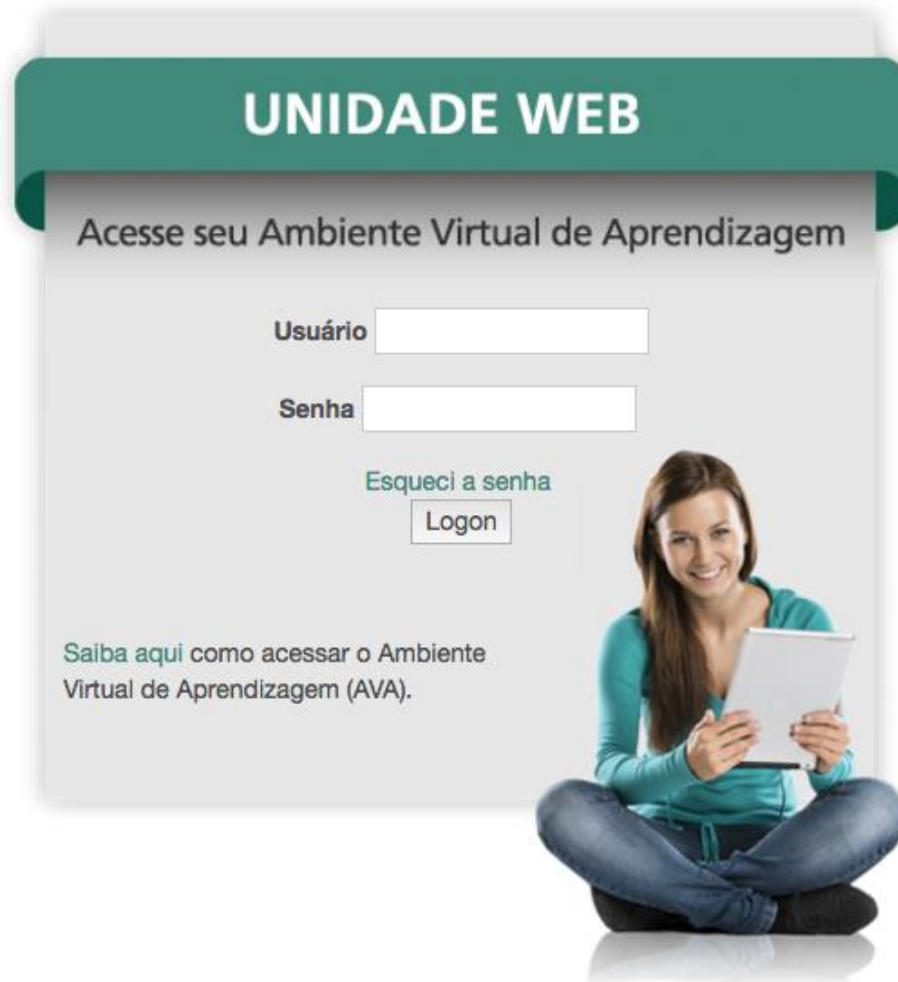 UNIDADE WEB
Acesse seu Ambiente Virtual de Aprendizagem
Usuário
Senha
Esqueci a senha
Logon
Saiba aqui como acessar o Ambiente
Virtual de Aprendizagem (AVA).